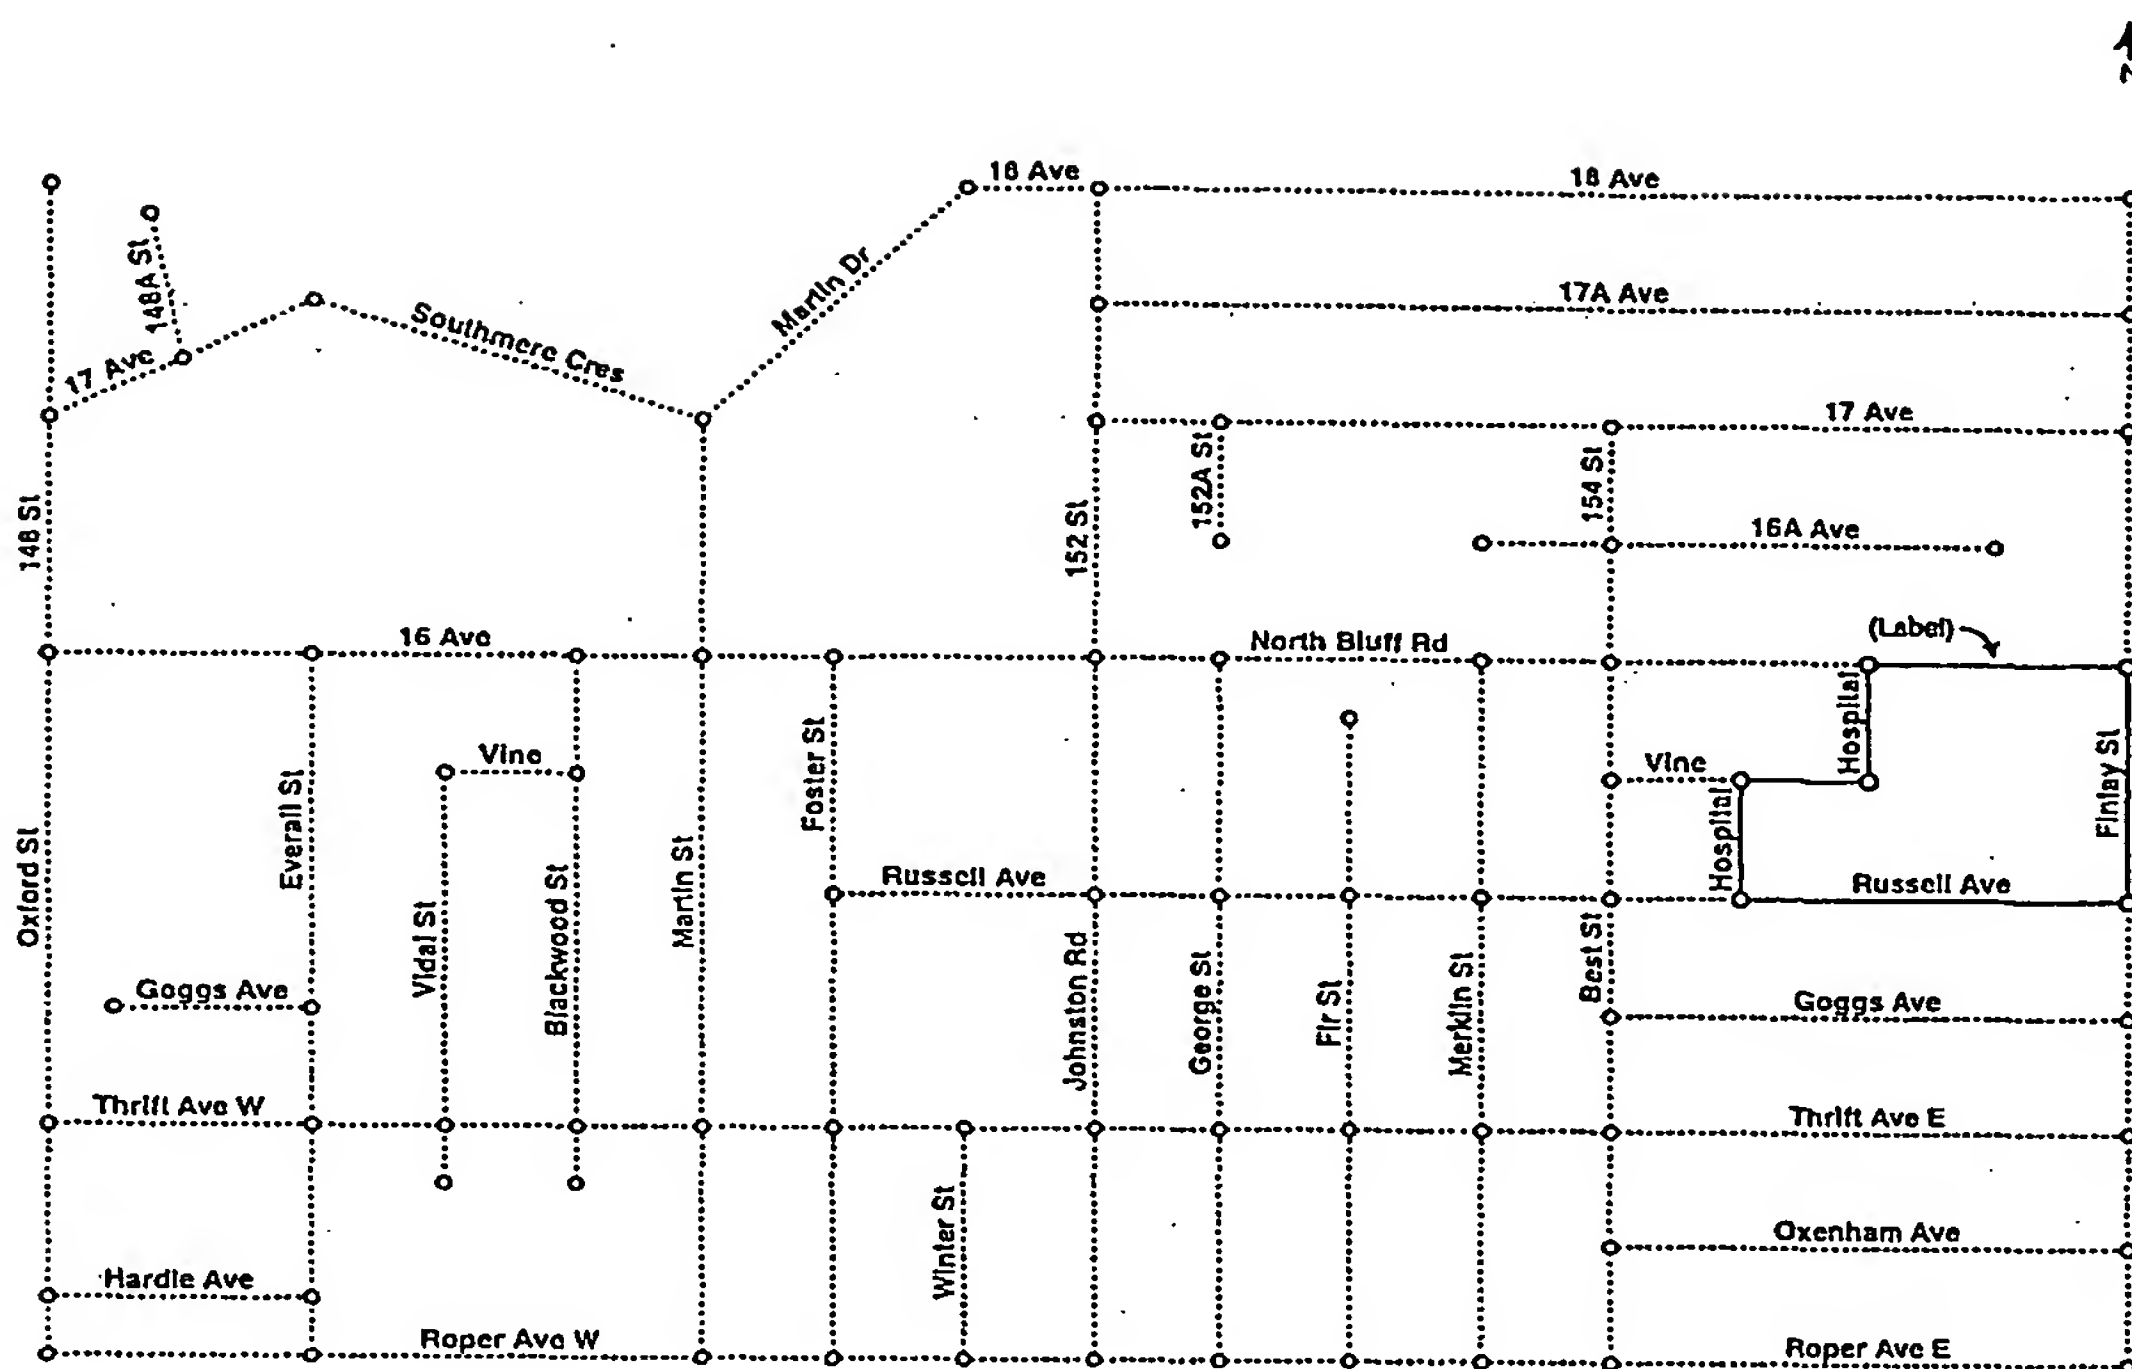 N
18 Ave
18 Ave
148A St
Martin Dr
17A Ave
Southmere Cres
17 Ave
17 Ave
148 St
152 St
152A St
154 St
16A Ave
16 Ave
North Bluff Rd
(Label)
Hospital
Vine
Vine
Foster St
Everall St
Finlay St
Hospital
Oxford St
Vidal St
Blackwood St
Martin St
Russell Ave
Russell Ave
Johnston Rd
George St
Fir St
Merklin St
Best St
Goggs Ave
Goggs Ave
Thrift Ave W
Thrift Ave E
Winter St
Oxenham Ave
Hardie Ave
Roper Ave W
Roper Ave E